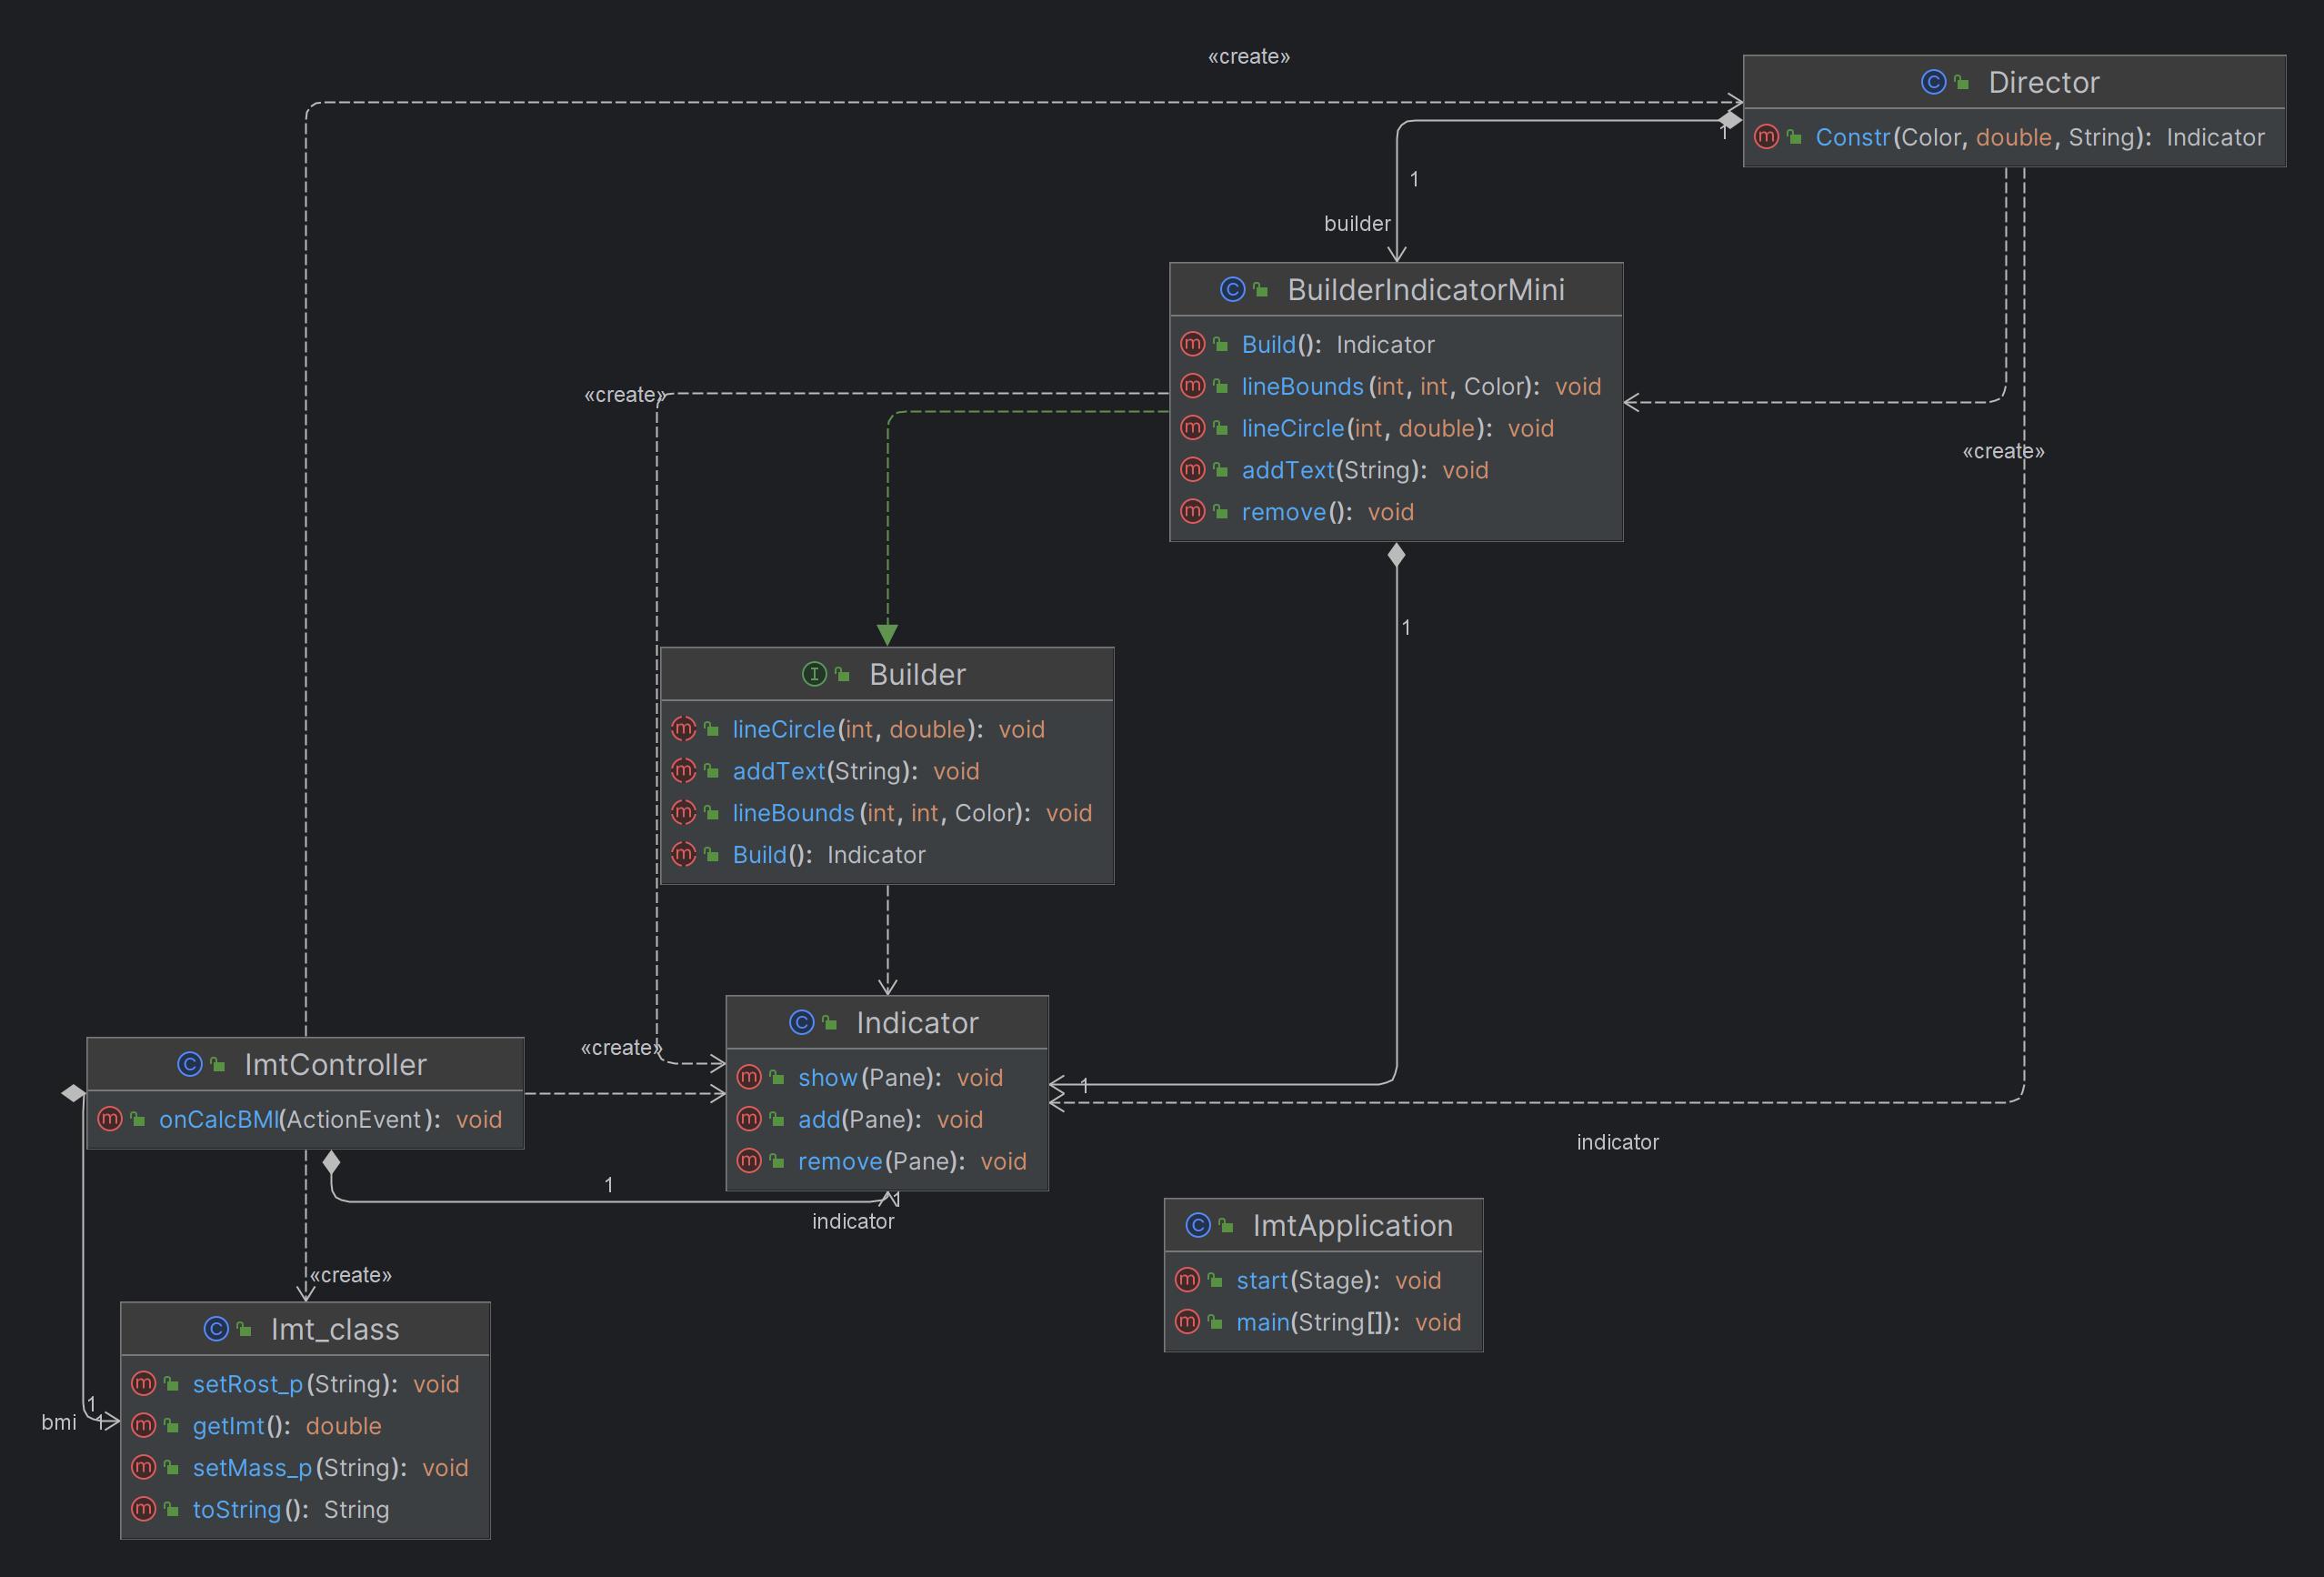 «create»
Director
Constr(Color, double, String): Indicator
1
1
builder
BuilderIndicatorMini
Build(): Indicator
lineBounds(int, int, Color): void
lineCircle(int, double): void
addText(String): void
remove(): void
«create»
«create»
1
Builder
lineCircle(int, double): void
addText(String): void
lineBounds(int, int, Color): void
Build(): Indicator
Indicator
show(Pane): void
add(Pane): void
remove(Pane): void
«create»
1
indicator
ImtController
onCalcBMI(ActionEvent): void
1
1
indicator
«create»
ImtApplication
start(Stage): void
main(String[]): void
Imt_class
setRost_p(String): void
getImt(): double
setMass_p(String): void
toString(): String
1
bmi 1